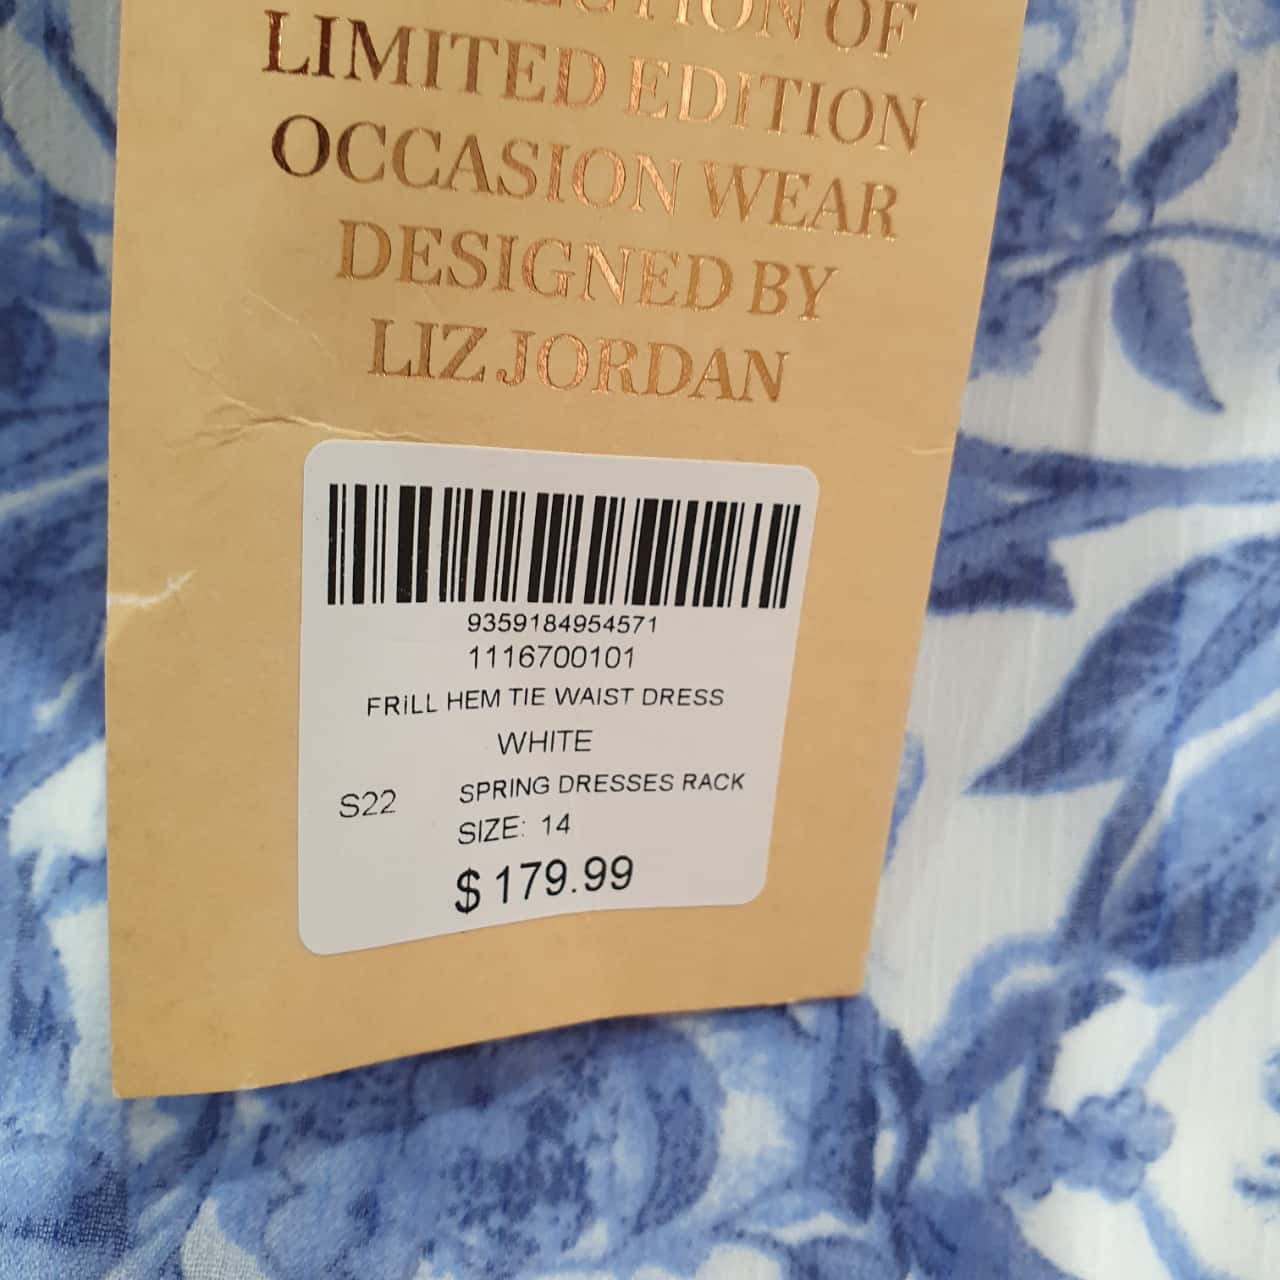 OF
LIMITED EDITION
OCCASION WEAR
DESIGNED BY
LIZ JORDAN
9359184954571
1116700101
FRILL HEM TIE WAIST DRESS
WHITE
S22 SPRING DRESSES RACK
SIZE: 14
$179.99